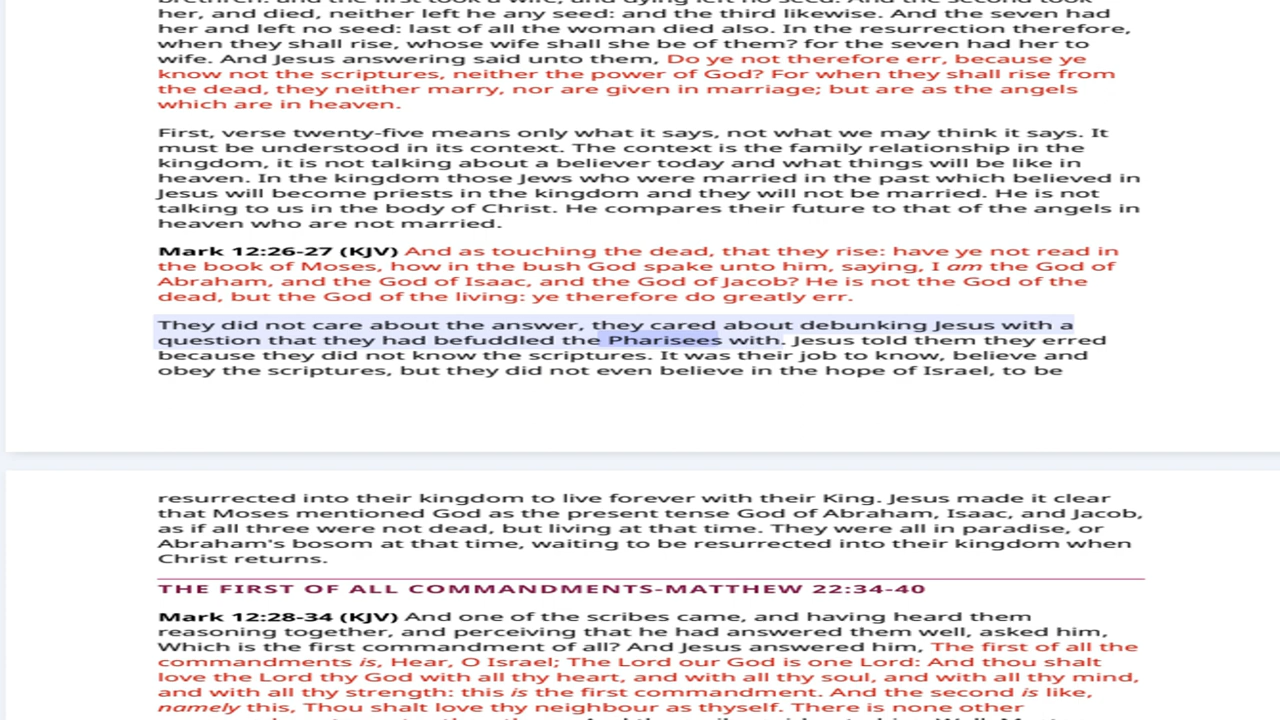 brethren: and the first took a wife, and dying left no seed. And the second took
her, and died, neither left he any seed: and the third likewise. And the seven had
her and left no seed: last of all the woman died also. In the resurrection therefore,
when they shall rise, whose wife shall she be of them? for the seven had her to
wife. And Jesus answering said unto them, Do ye not therefore err, because ye
know not the scriptures, neither the power of God? For when they shall rise from
the dead, they neither marry, nor are given in marriage; but are as the angels
which are in heaven.
First, verse twenty-five means only what it says, not what we may think it says. It
must be understood in its context. The context is the family relationship in the
kingdom, it is not talking about a believer today and what things will be like in
heaven. In the kingdom those Jews who were married in the past which believed in
Jesus will become priests in the kingdom and they will not be married. He is not
talking to us in the body of Christ. He compares their future to that of the angels in
heaven who are not married.
Mark 12:26-27 (KJV) And as touching the dead, that they rise: have ye not read in
the book of Moses, how in the bush God spake unto him, saying, I am the God of
Abraham, and the God of Isaac, and the God of Jacob? He is not the God of the
dead, but the God of the living: ye therefore do greatly err.
They did not care about the answer, they cared about debunking Jesus with a
question that they had befuddled the Pharisees with. Jesus told them they erred
because they did not know the scriptures. It was their job to know, believe and
obey the scriptures, but they did not even believe in the hope of Israel, to be
resurrected into their kingdom to live forever with their King. Jesus made it clear
that Moses mentioned God as the present tense God of Abraham, Isaac, and Jacob,
as if all three were not dead, but living at that time. They were all in paradise, or
Abraham's bosom at that time, waiting to be resurrected into their kingdom when
Christ returns.
THE FIRST OF ALL COMMANDMENTS-MATTHEW 22:34-40
Mark 12:28-34 (KJV) And one of the scribes came, and having heard them
reasoning together, and perceiving that he had answered them well, asked him,
Which is the first commandment of all? And Jesus answered him, The first of all the
commandments is, Hear, O Israel; The Lord our God is one Lord: And thou shalt
love the Lord thy God with all thy heart, and with all thy soul, and with all thy mind,
and with all thy strength: this is the first commandment. And the second is like,
namely this, Thou shalt love thy neighbour as thyself. There is none other